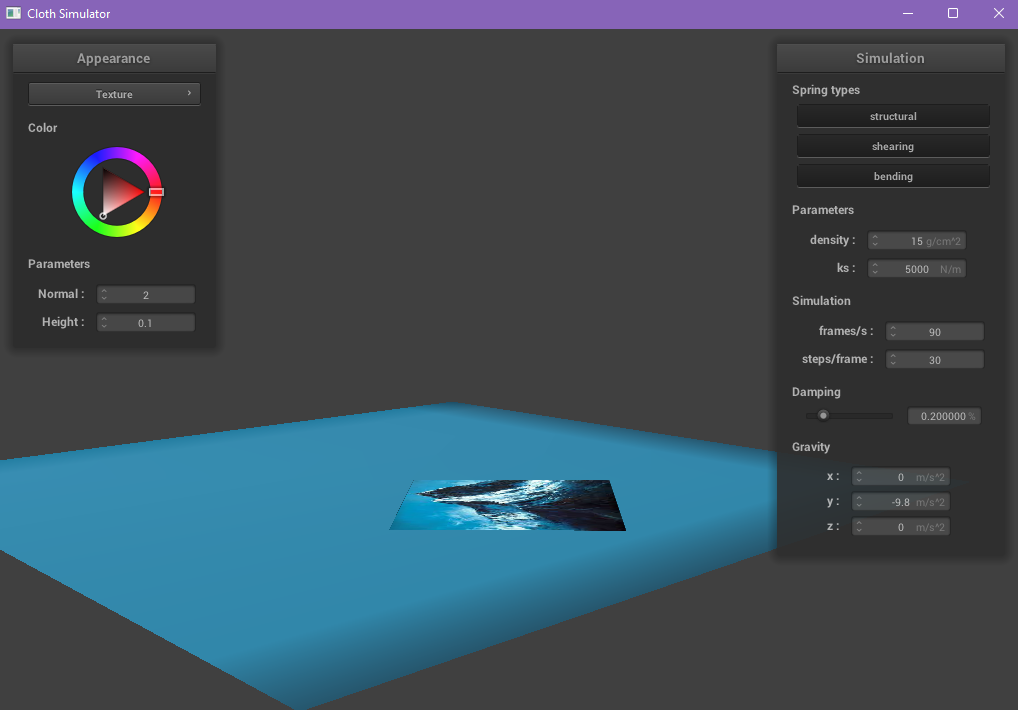 Cloth Simulator
Appearance
Texture
Color
Parameters
Normal : 2
Height : 0.1
Simulation
Spring types
structural
shearing
bending
Parameters
density : 15 g/cm^2
ks : 5000 N/m
Simulation
frames/s : 90
steps/frame : 30
Damping
0.200000 %
Gravity
x : 0 m/s^2
y : -9.8 m/s^2
z : 0 m/s^2